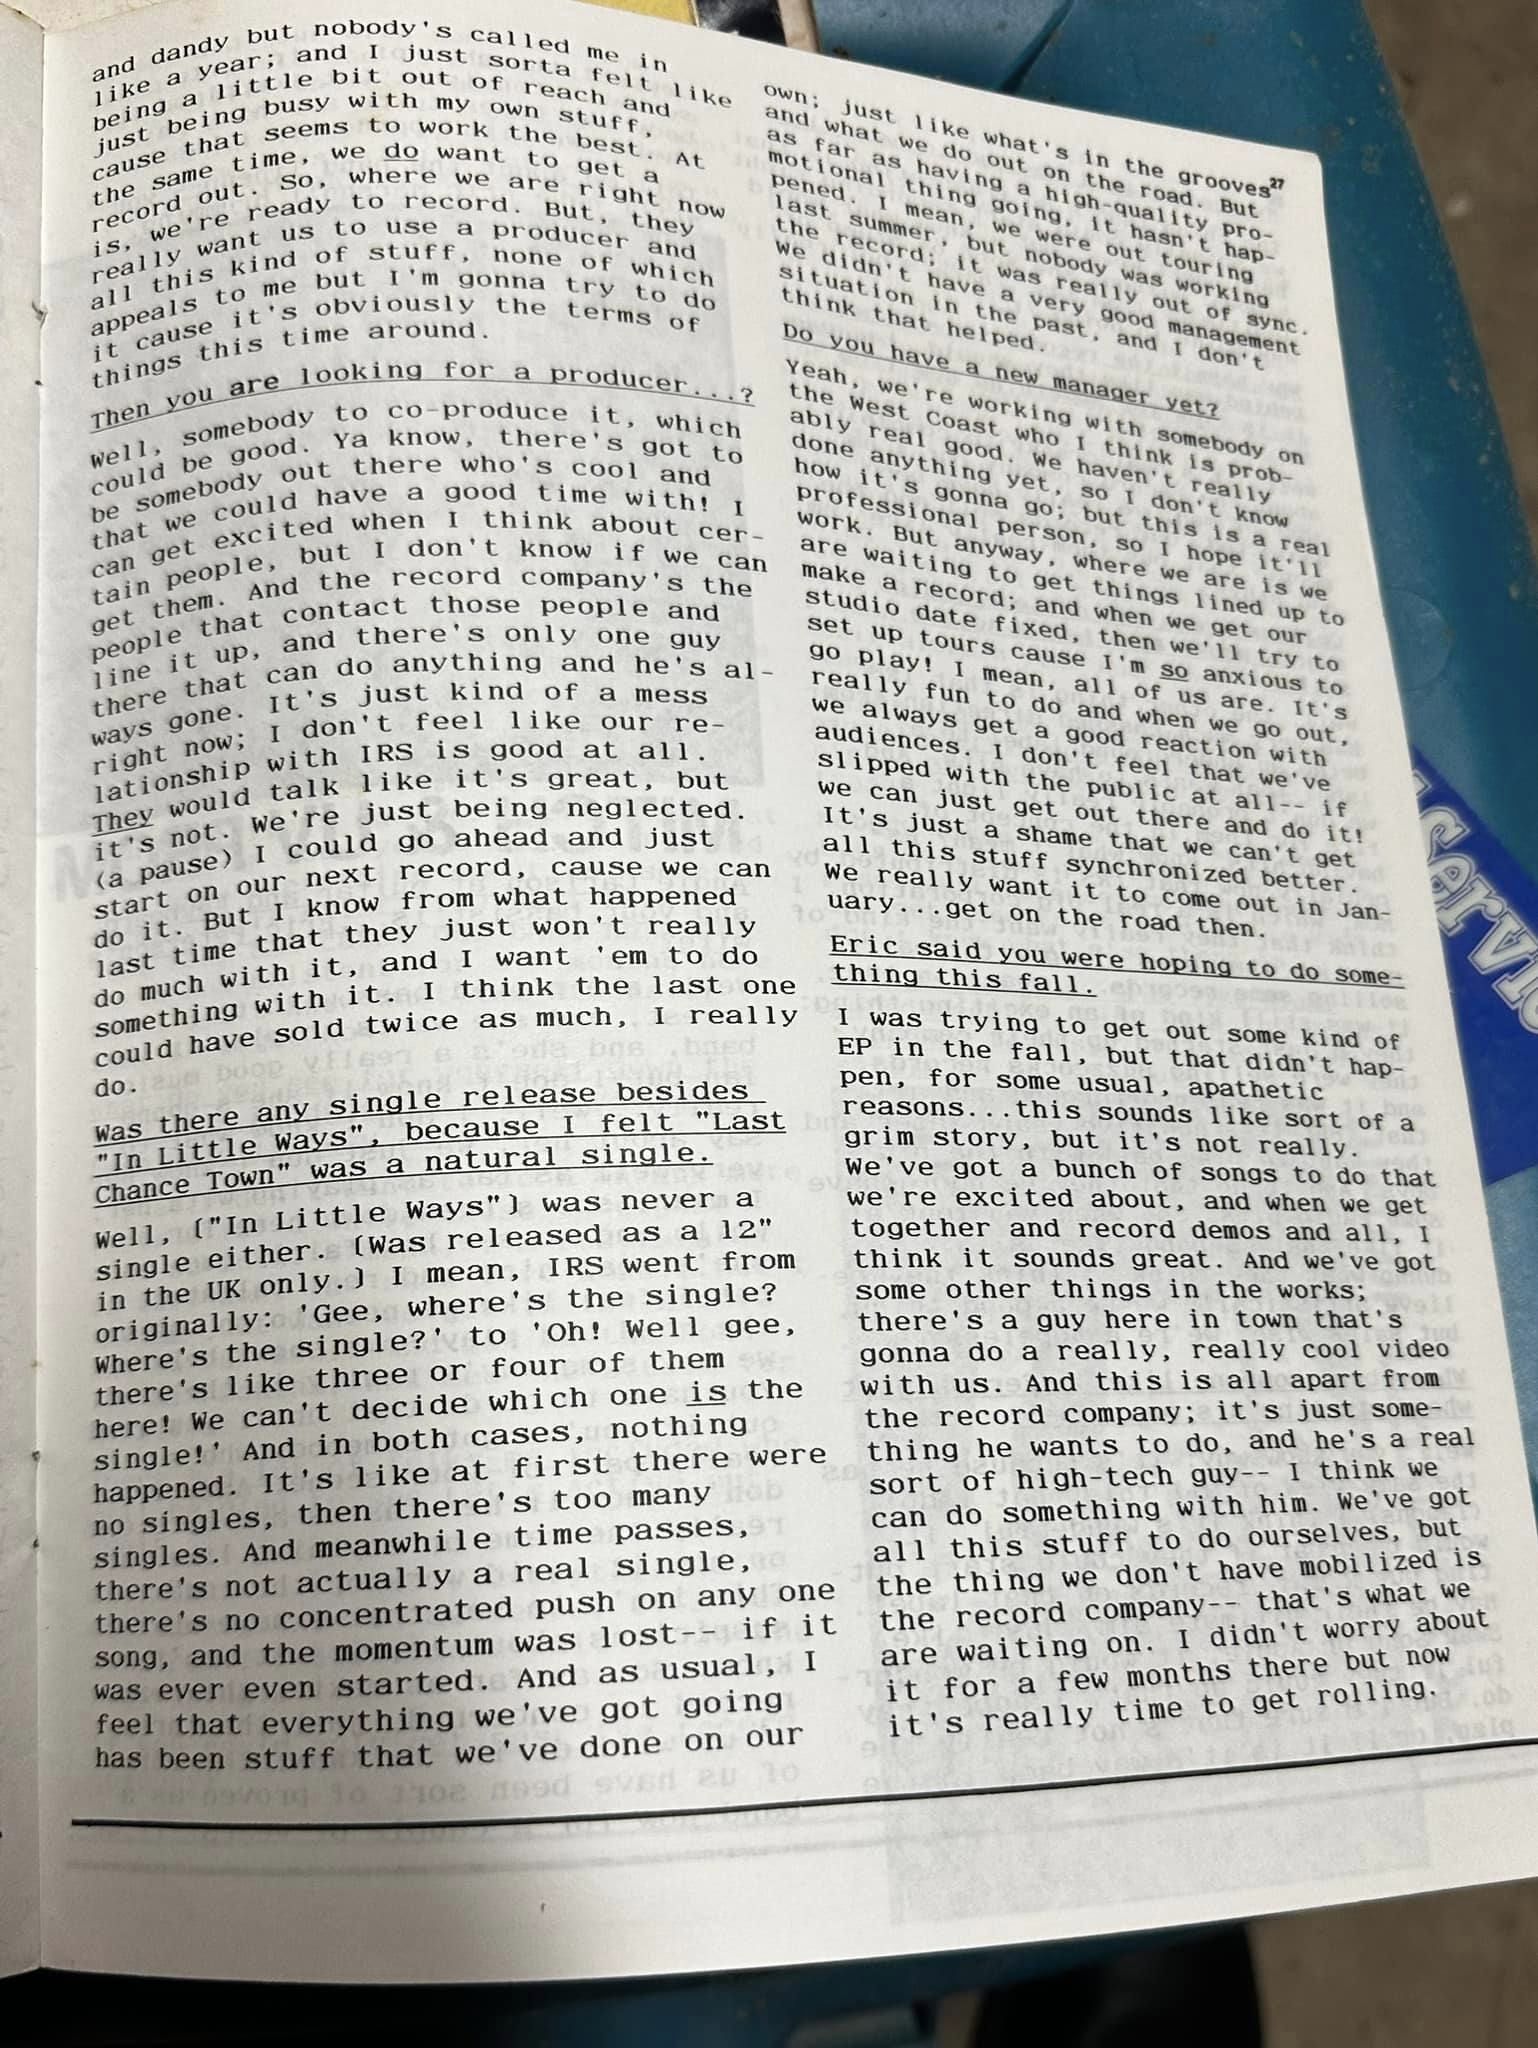 and dandy but nobody's called me in
like a year; and I just sorta felt like
being a little bit out of reach and
just being busy with my own stuff,
cause that seems to work the best. At
the same time, we do want to get a
record out. So, where we are right now
is, we're ready to record. But, they
really want us to use a producer and
all this kind of stuff, none of which
appeals to me but I'm gonna try to do
it cause it's obviously the terms of
things this time around.
Then you are looking for a producer...?
Well, somebody to co-produce it, which
could be good. Ya know, there's got to
be somebody out there who's cool and
that we could have a good time with! I
can get excited when I think about cer-
tain people, but I don't know if we can
get them. And the record company's the
people that contact those people and
line it up, and there's only one guy
there that can do anything and he's al-
ways gone. It's just kind of a mess
right now; I don't feel like our re-
lationship with IRS is good at all.
They would talk like it's great, but
it's not. We're just being neglected.
(a pause) I could go ahead and just
start on our next record, cause we can
do it. But I know from what happened
last time that they just won't really
do much with it, and I want 'em to do
something with it. I think the last one
could have sold twice as much, I really
do.
Was there any single release besides
"In Little Ways", because I felt "Last
Chance Town" was a natural single.
Well, ("In Little Ways") was never a
single either. (Was released as a 12"
in the UK only.) I mean, IRS went from
originally: 'Gee, where's the single?
Where's the single?' to 'Oh! Well gee,
there's like three or four of them
here! We can't decide which one is the
single!' And in both cases, nothing
happened. It's like at first there were
no singles, then there's too many
singles. And meanwhile time passes,
there's not actually a real single,
there's no concentrated push on any one
song, and the momentum was lost-- if it
was ever even started. And as usual, I
feel that everything we've got going
has been stuff that we've done on our
27
own; just like what's in the grooves
and what we do out on the road. But
as far as having a high-quality pro-
motional thing going, it hasn't hap-
pened. I mean, we were out touring
last summer, but nobody was working
the record; it was really out of sync.
We didn't have a very good management
situation in the past, and I don't
think that helped.
Do you have a new manager yet?
Yeah, we're working with somebody on
the West Coast who I think is prob-
ably real good. We haven't really
done anything yet, so I don't know
how it's gonna go; but this is a real
professional person, so I hope it'll
work. But anyway, where we are is we
are waiting to get things lined up to
make a record; and when we get our
studio date fixed, then we'll try to
set up tours cause I'm so anxious to
go play! I mean, all of us are. It's
really fun to do and when we go out,
we always get a good reaction with
audiences. I don't feel that we've
slipped with the public at all-- if
we can just get out there and do it!
It's just a shame that we can't get
all this stuff synchronized better.
We really want it to come out in Jan-
uary...get on the road then.
Eric said you were hoping to do some-
thing this fall.
I was trying to get out some kind of
EP in the fall, but that didn't hap-
pen, for some usual, apathetic
reasons...this sounds like sort of a
grim story, but it's not really.
We've got a bunch of songs to do that
we're excited about, and when we get
together and record demos and all, I
think it sounds great. And we've got
some other things in the works;
there's a guy here in town that's
gonna do a really, really cool video
with us. And this is all apart from
the record company; it's just some-
thing he wants to do, and he's a real
sort of high-tech guy-- I think we
can do something with him. We've got
all this stuff to do ourselves, but
the thing we don't have mobilized is
the record company-- that's what we
are waiting on. I didn't worry about
it for a few months there but now
it's really time to get rolling.